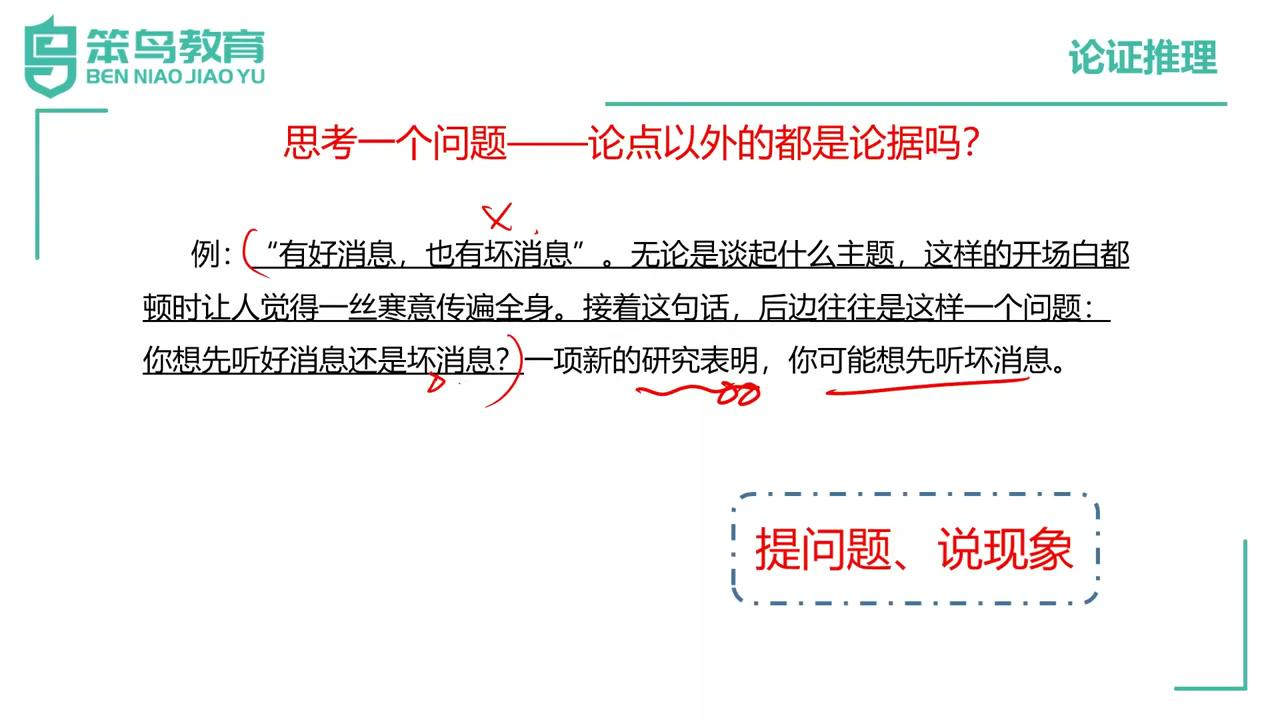 笨鸟教育
BEN NIAO JIAO YU
论证推理
思考一个问题——论点以外的都是论据吗？
例：“有好消息，也有坏消息”。无论是谈起什么主题，这样的开场白都
顿时让人觉得一丝寒意传遍全身。接着这句话，后边往往是这样一个问题：
你想先听好消息还是坏消息？一项新的研究表明，你可能想先听坏消息。
提问题、说现象